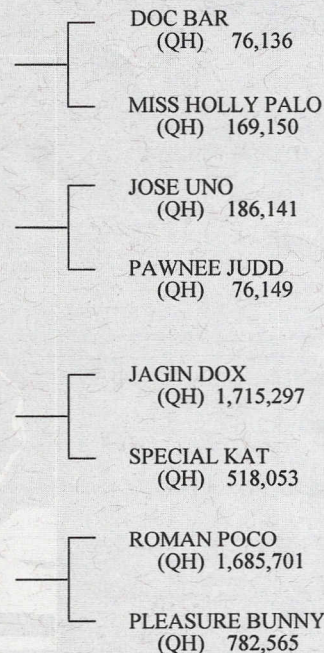 DOC BAR
(QH) 76,136
MISS HOLLY PALO
(QH) 169,150
JOSE UNO
(QH) 186,141
PAWNEE JUDD
(QH) 76,149
JAGIN DOX
(QH) 1,715,297
SPECIAL KAT
(QH) 518,053
ROMAN POCO
(QH) 1,685,701
PLEASURE BUNNY
(QH) 782,565